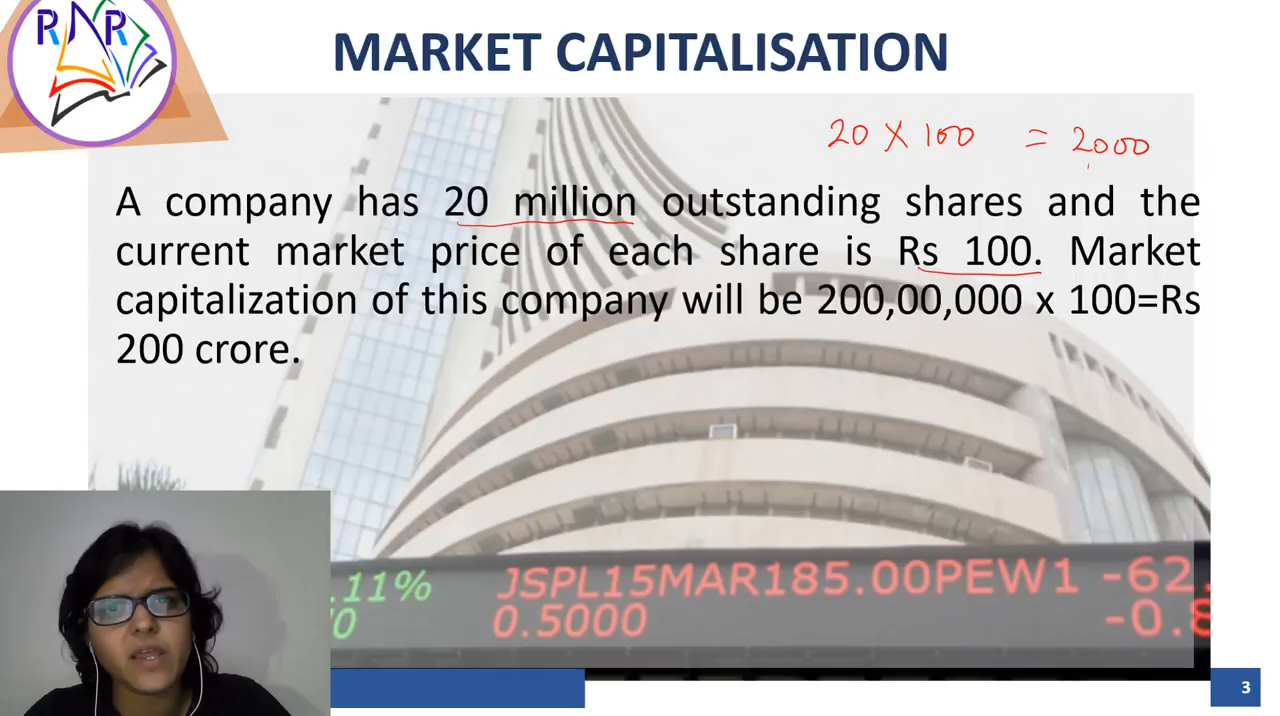 RNR
MARKET CAPITALISATION
20 X 100 = 2000
A company has 20 million outstanding shares and the
current market price of each share is Rs 100. Market
capitalization of this company will be 200,00,000 x 100=Rs
200 crore.
.11% JSPL15MAR185.00PEW1 -62.
0 0.5000 -0.8
3